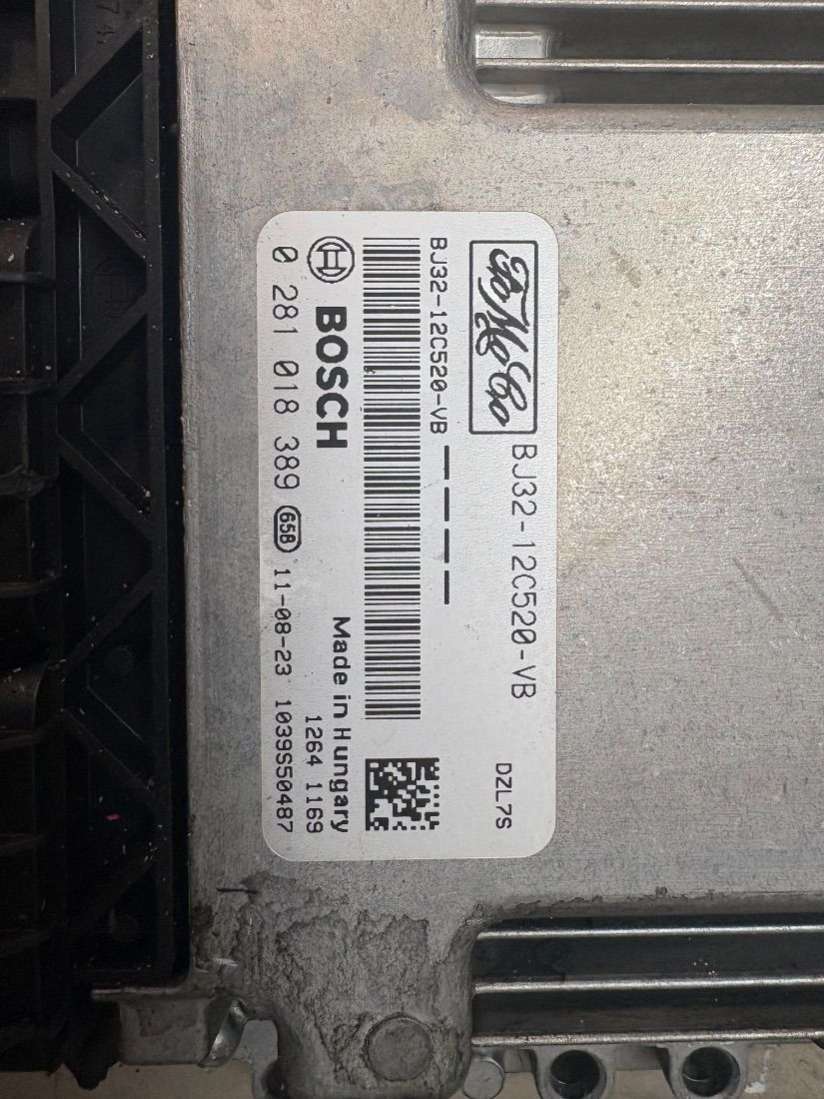 FoMoCo
BJ32-12C520-VB
DZL7S
BJ32-12C520-VB
BOSCH
Made in Hungary
1264 1169
0 281 018 389 65B 11-08-23 1039S50487